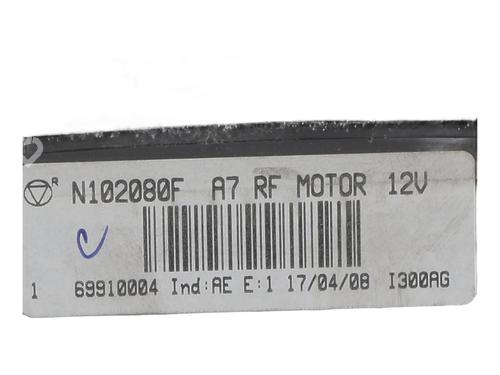 R N102080F A7 RF MOTOR 12V
1 69910004 Ind:AE E:1 17/04/08 I300AG